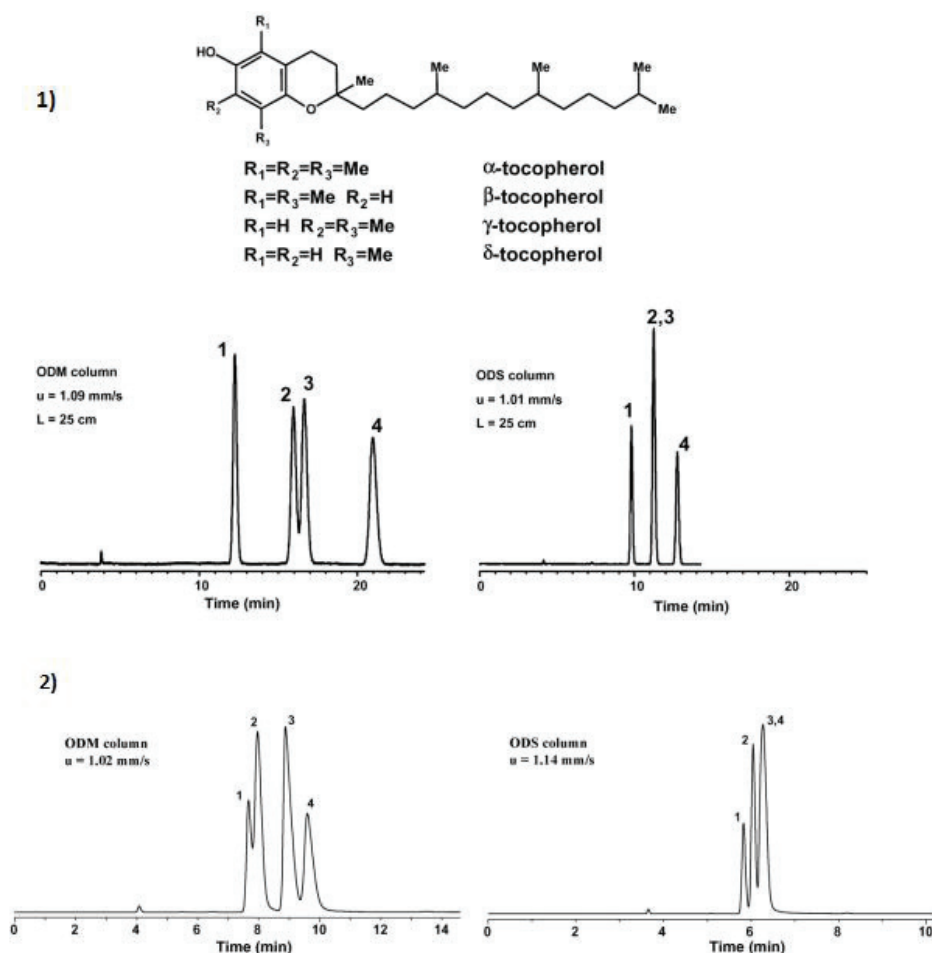 1)
R1
HO
R2
R3
O
Me
Me
Me
Me
Me
R1=R2=R3=Me α-tocopherol
R1=R3=Me R2=H β-tocopherol
R1=H R2=R3=Me γ-tocopherol
R1=R2=H R3=Me δ-tocopherol
ODM column
u = 1.09 mm/s
L = 25 cm
1
2
3
4
0 10 20
Time (min)
ODS column
u = 1.01 mm/s
L = 25 cm
1
2,3
4
0 10 20
Time (min)
2)
ODM column
u = 1.02 mm/s
1
2
3
4
0 2 4 6 8 10 12 14
Time (min)
ODS column
u = 1.14 mm/s
1
2
3,4
0 2 4 6 8 10
Time (min)